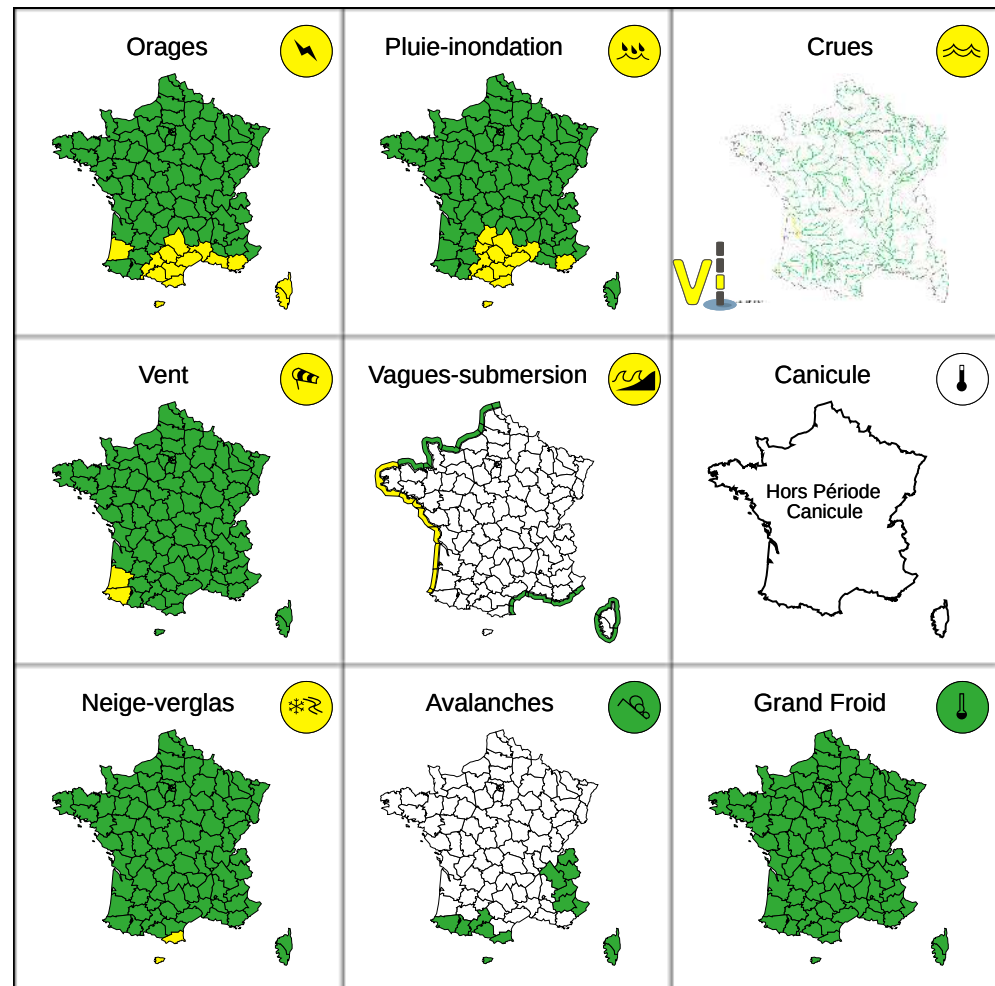 Orages
Pluie-inondation
Crues
Vent
Vagues-submersion
Canicule
Hors Période
Canicule
Neige-verglas
Avalanches
Grand Froid